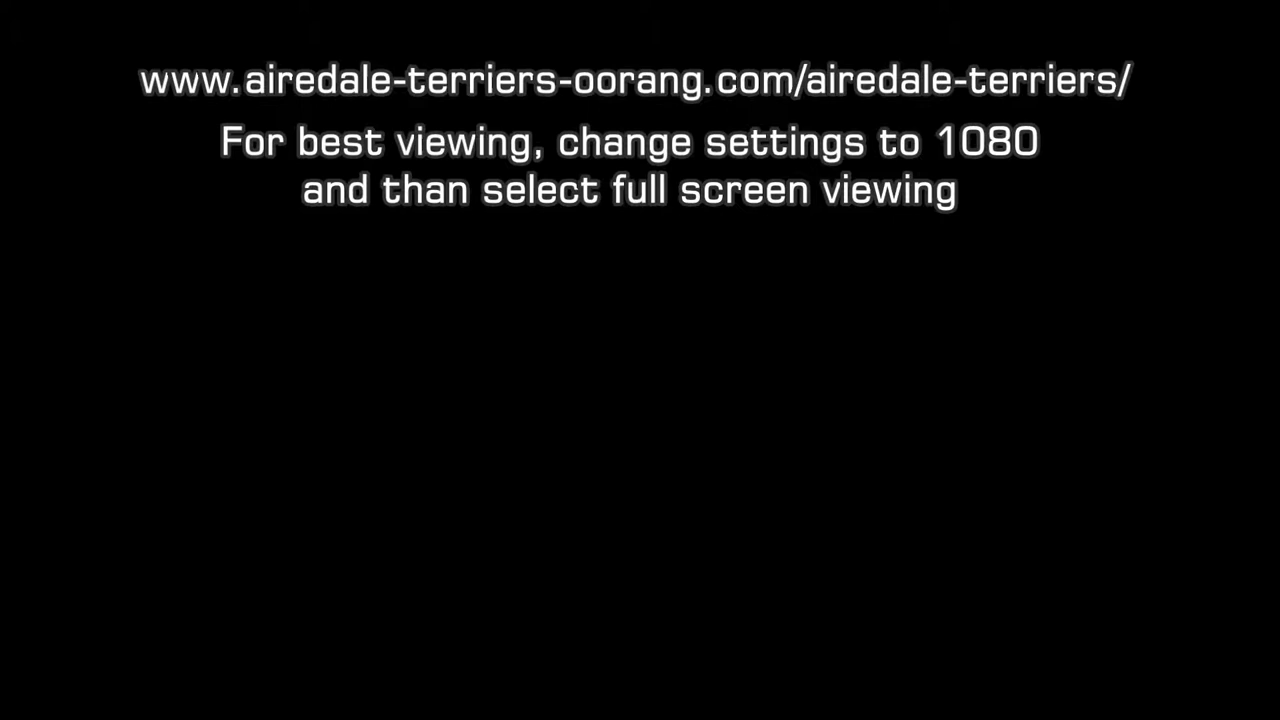 www.airedale-terriers-oorang.com/airedale-terriers/
For best viewing, change settings to 1080
and than select full screen viewing